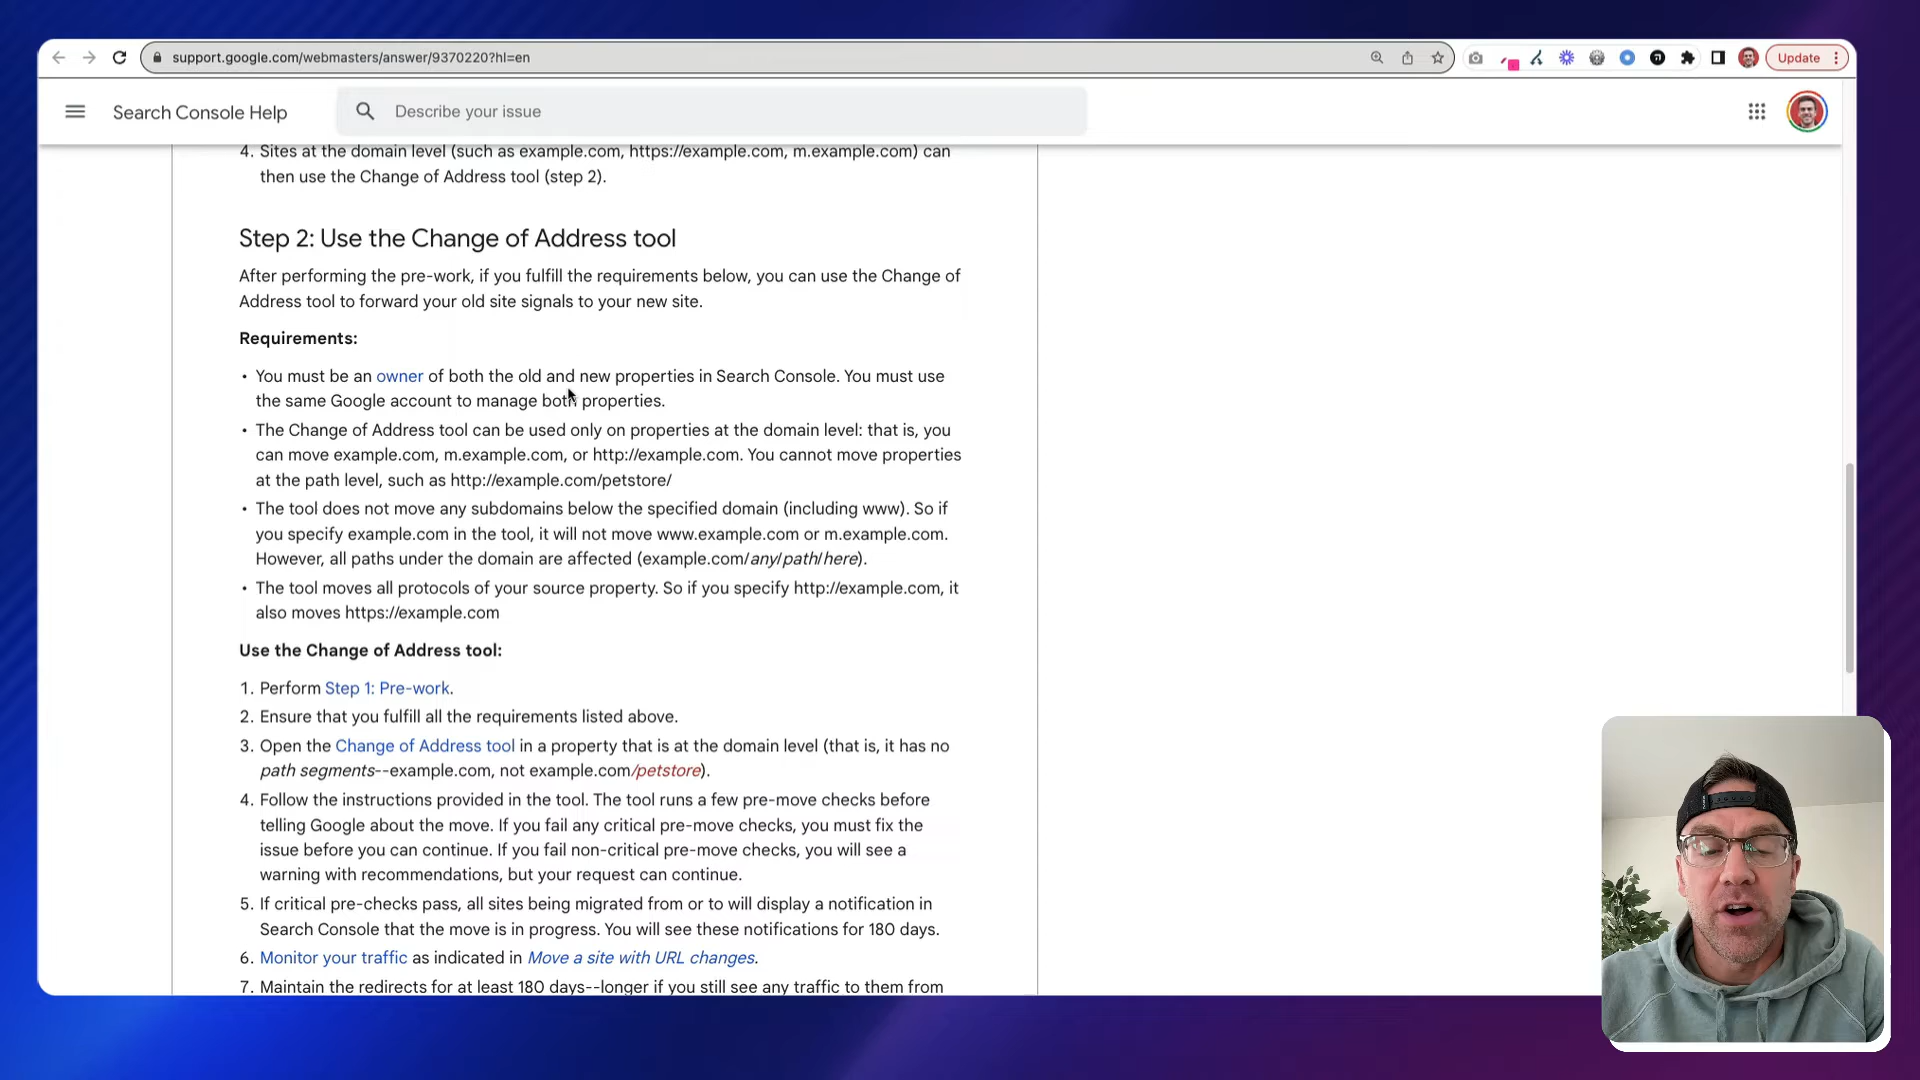 support.google.com/webmasters/answer/9370220?hl=en
Update
Search Console Help
Describe your issue
4. Sites at the domain level (such as example.com, https://example.com, m.example.com) can
then use the Change of Address tool (step 2).
Step 2: Use the Change of Address tool
After performing the pre-work, if you fulfill the requirements below, you can use the Change of
Address tool to forward your old site signals to your new site.
Requirements:
• You must be an owner of both the old and new properties in Search Console. You must use
the same Google account to manage both properties.
• The Change of Address tool can be used only on properties at the domain level: that is, you
can move example.com, m.example.com, or http://example.com. You cannot move properties
at the path level, such as http://example.com/petstore/
• The tool does not move any subdomains below the specified domain (including www). So if
you specify example.com in the tool, it will not move www.example.com or m.example.com.
However, all paths under the domain are affected (example.com/any/path/here).
• The tool moves all protocols of your source property. So if you specify http://example.com, it
also moves https://example.com
Use the Change of Address tool:
1. Perform Step 1: Pre-work.
2. Ensure that you fulfill all the requirements listed above.
3. Open the Change of Address tool in a property that is at the domain level (that is, it has no
path segments--example.com, not example.com/petstore).
4. Follow the instructions provided in the tool. The tool runs a few pre-move checks before
telling Google about the move. If you fail any critical pre-move checks, you must fix the
issue before you can continue. If you fail non-critical pre-move checks, you will see a
warning with recommendations, but your request can continue.
5. If critical pre-checks pass, all sites being migrated from or to will display a notification in
Search Console that the move is in progress. You will see these notifications for 180 days.
6. Monitor your traffic as indicated in Move a site with URL changes.
7. Maintain the redirects for at least 180 days--longer if you still see any traffic to them from